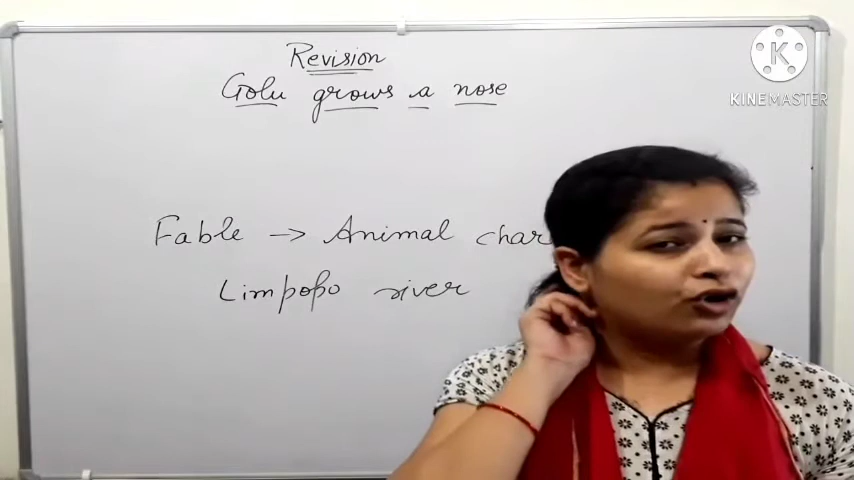 Revision
Golu grows a nose
KINEMASTER
Fable → Animal char
Limpopo river